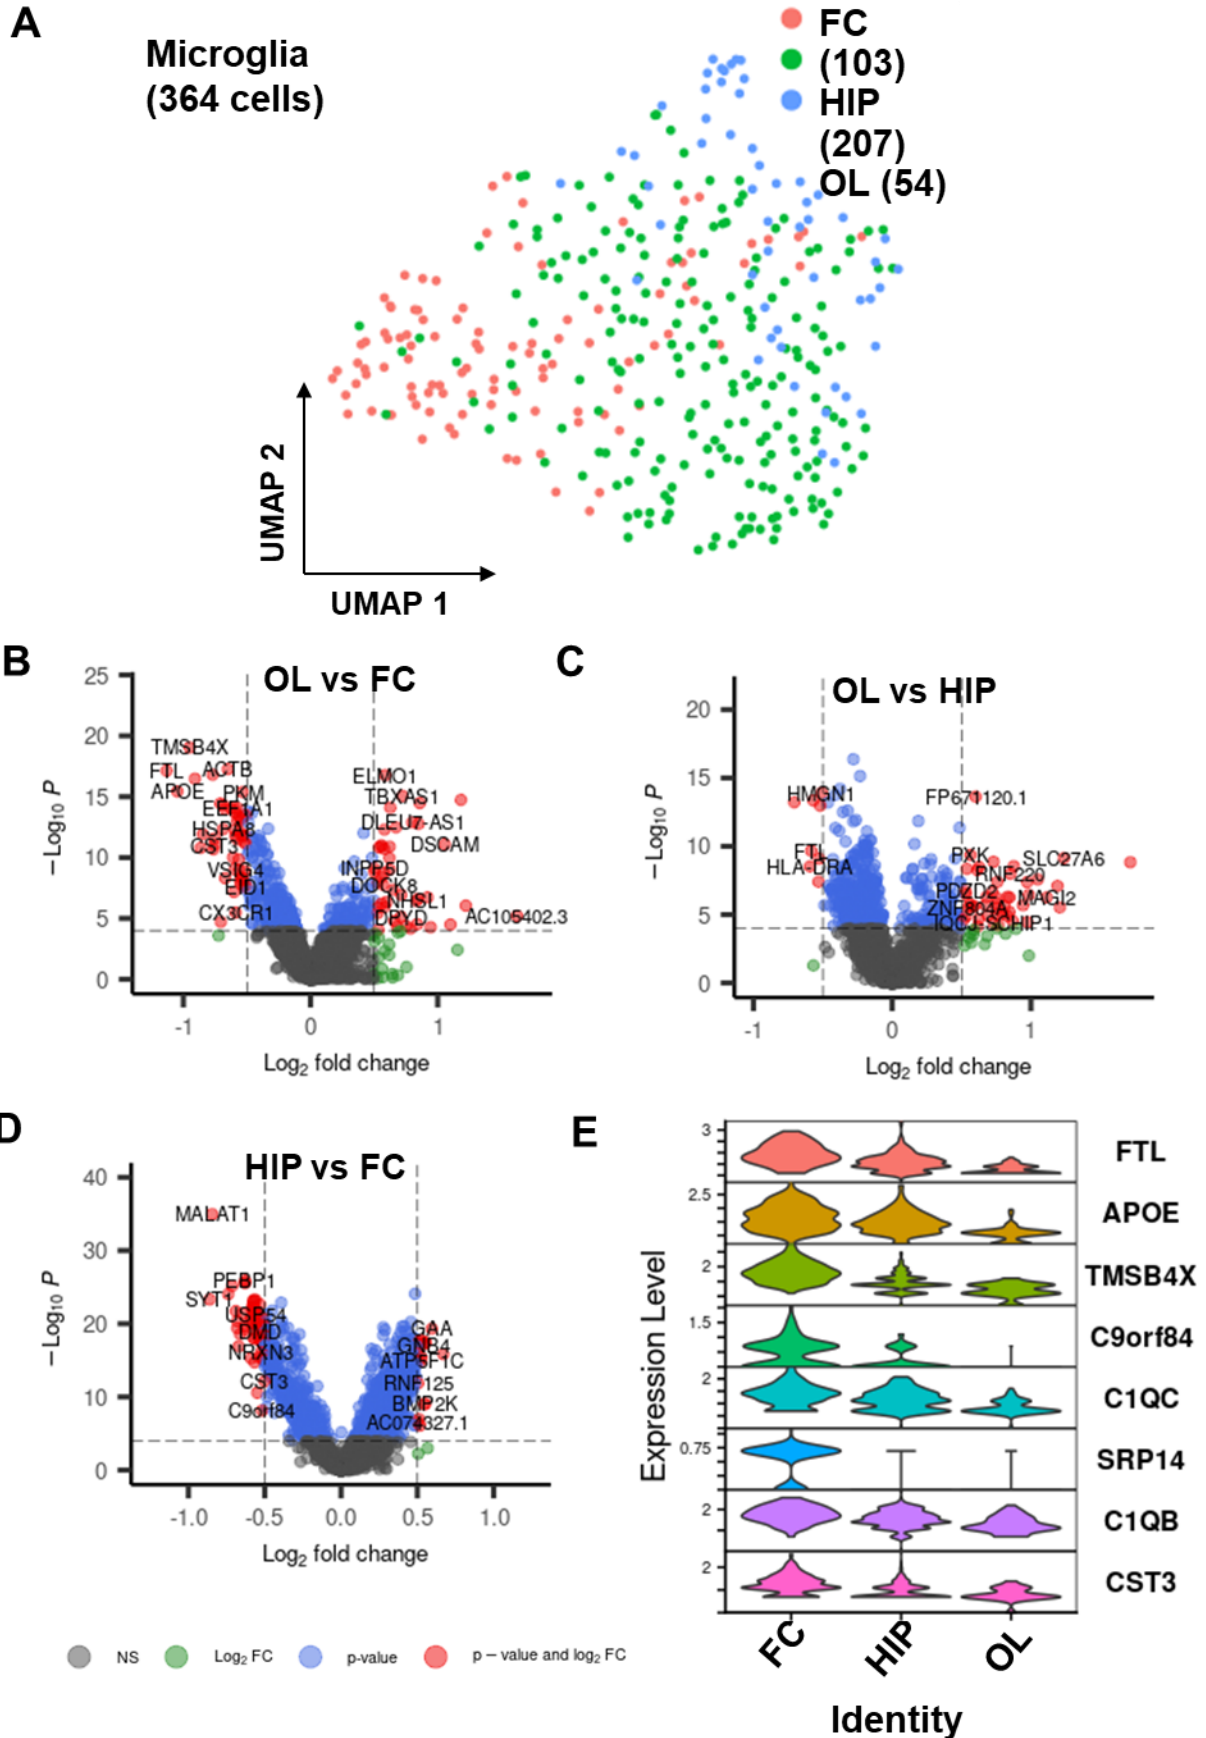 A
Microglia
(364 cells)
FC
(103)
HIP
(207)
OL (54)
UMAP 2
UMAP 1
B
OL vs FC
25
20
15
10
5
0
-1
0
1
−Log10 P
Log2 fold change
TMSB4X
FTL
ACTB
APOE
PKM
EEF1A1
HSPA8
CST3
VSIG4
EID1
CX3CR1
ELMO1
TBXAS1
DLEU7-AS1
DSCAM
INPP5D
DOCK8
NHSL1
DPYD
AC105402.3
C
OL vs HIP
20
15
10
5
0
-1
0
1
−Log10 P
Log2 fold change
HMGN1
FTL
HLA-DRA
FP671120.1
PXK
SLC27A6
RNF220
PDZD2
MAGI2
ZNF804A
IQCJ-SCHIP1
D
HIP vs FC
40
30
20
10
0
-1.0
-0.5
0.0
0.5
1.0
−Log10 P
Log2 fold change
MALAT1
PEBP1
SYT1
USP54
DMD
NRXN3
CST3
C9orf84
GAA
GNB4
ATP5F1C
RNF125
BMP2K
AC074327.1
NS
Log2 FC
p-value
p − value and log2 FC
E
Expression Level
3
FTL
2.5
APOE
2
TMSB4X
1.5
C9orf84
2
C1QC
0.75
SRP14
2
C1QB
2
CST3
FC
HIP
OL
Identity